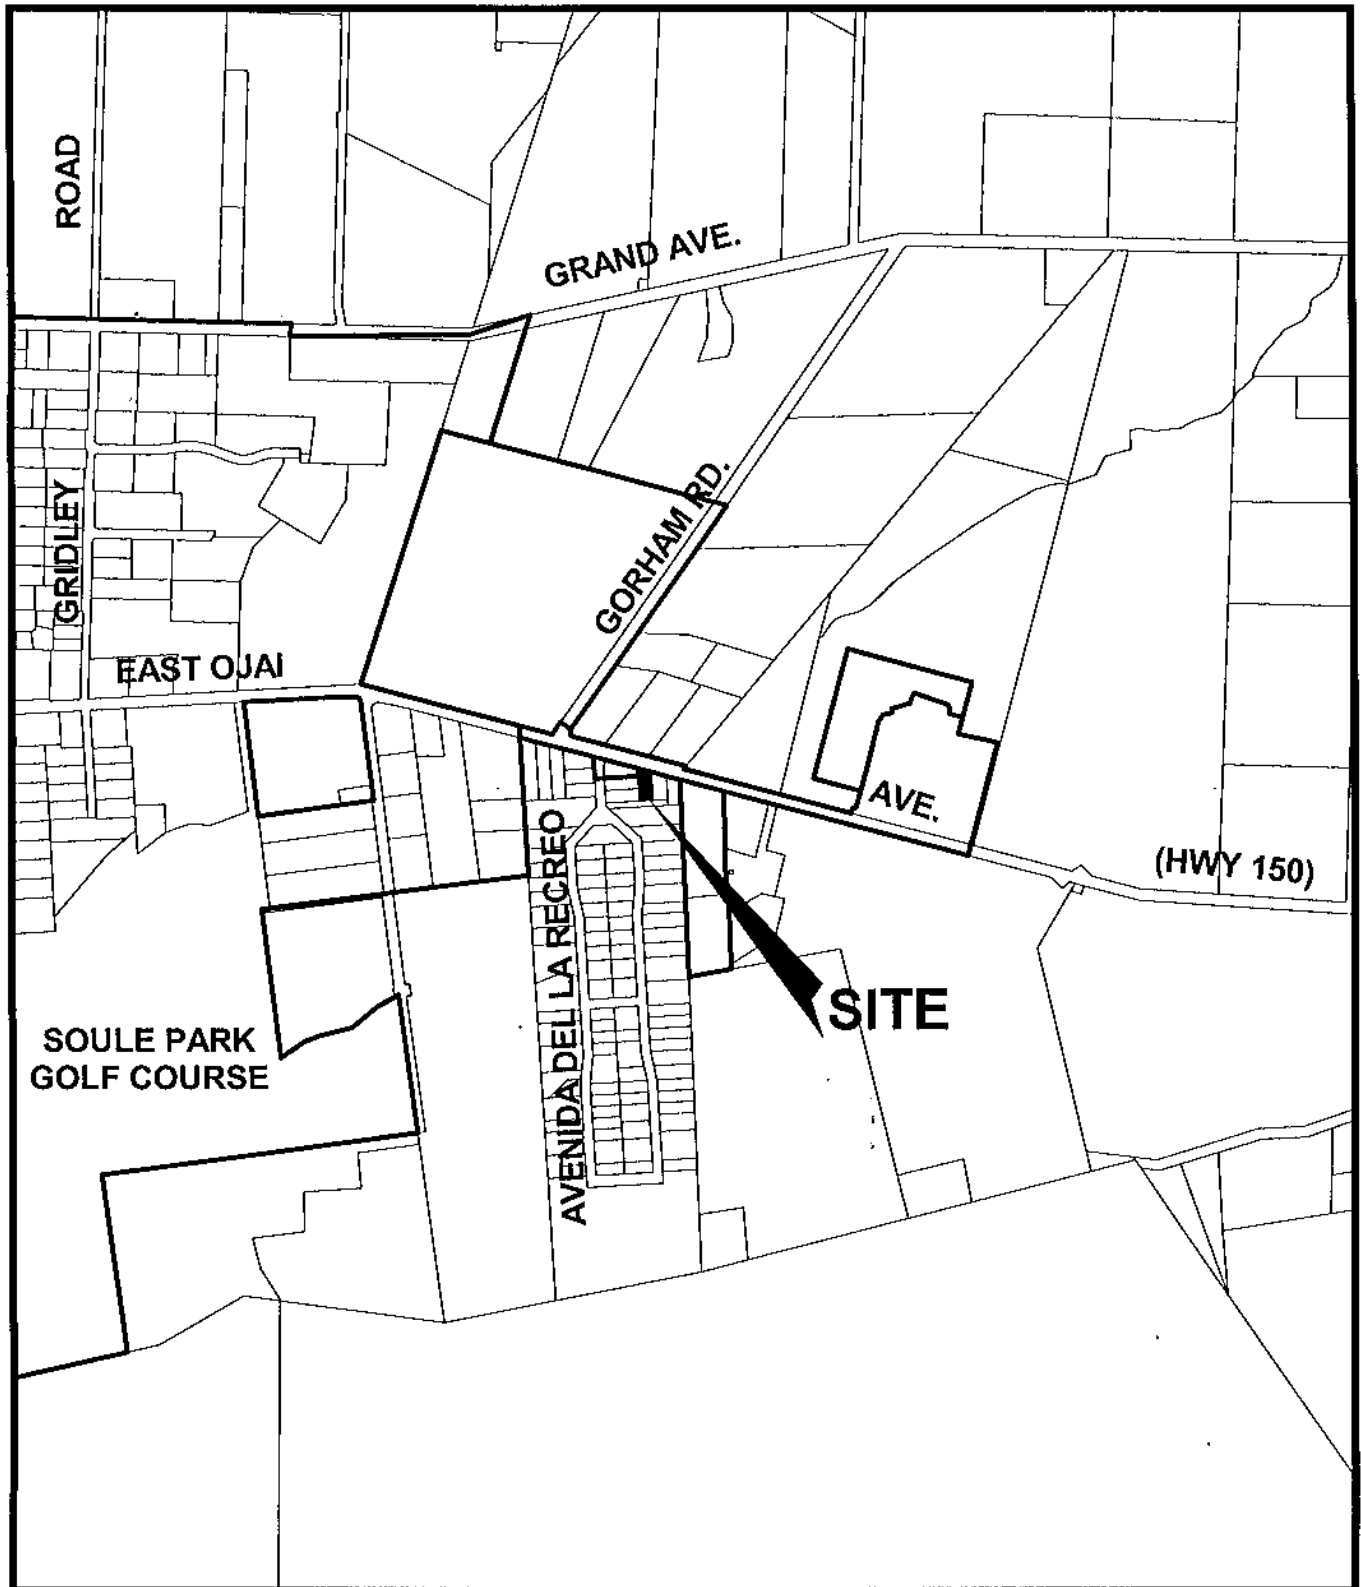 ROAD
GRAND AVE.
GORHAM RD.
GRIDLEY
EAST OJAI
AVE.
(HWY 150)
AVENIDA DEL LA RECREO
SITE
SOULE PARK
GOLF COURSE